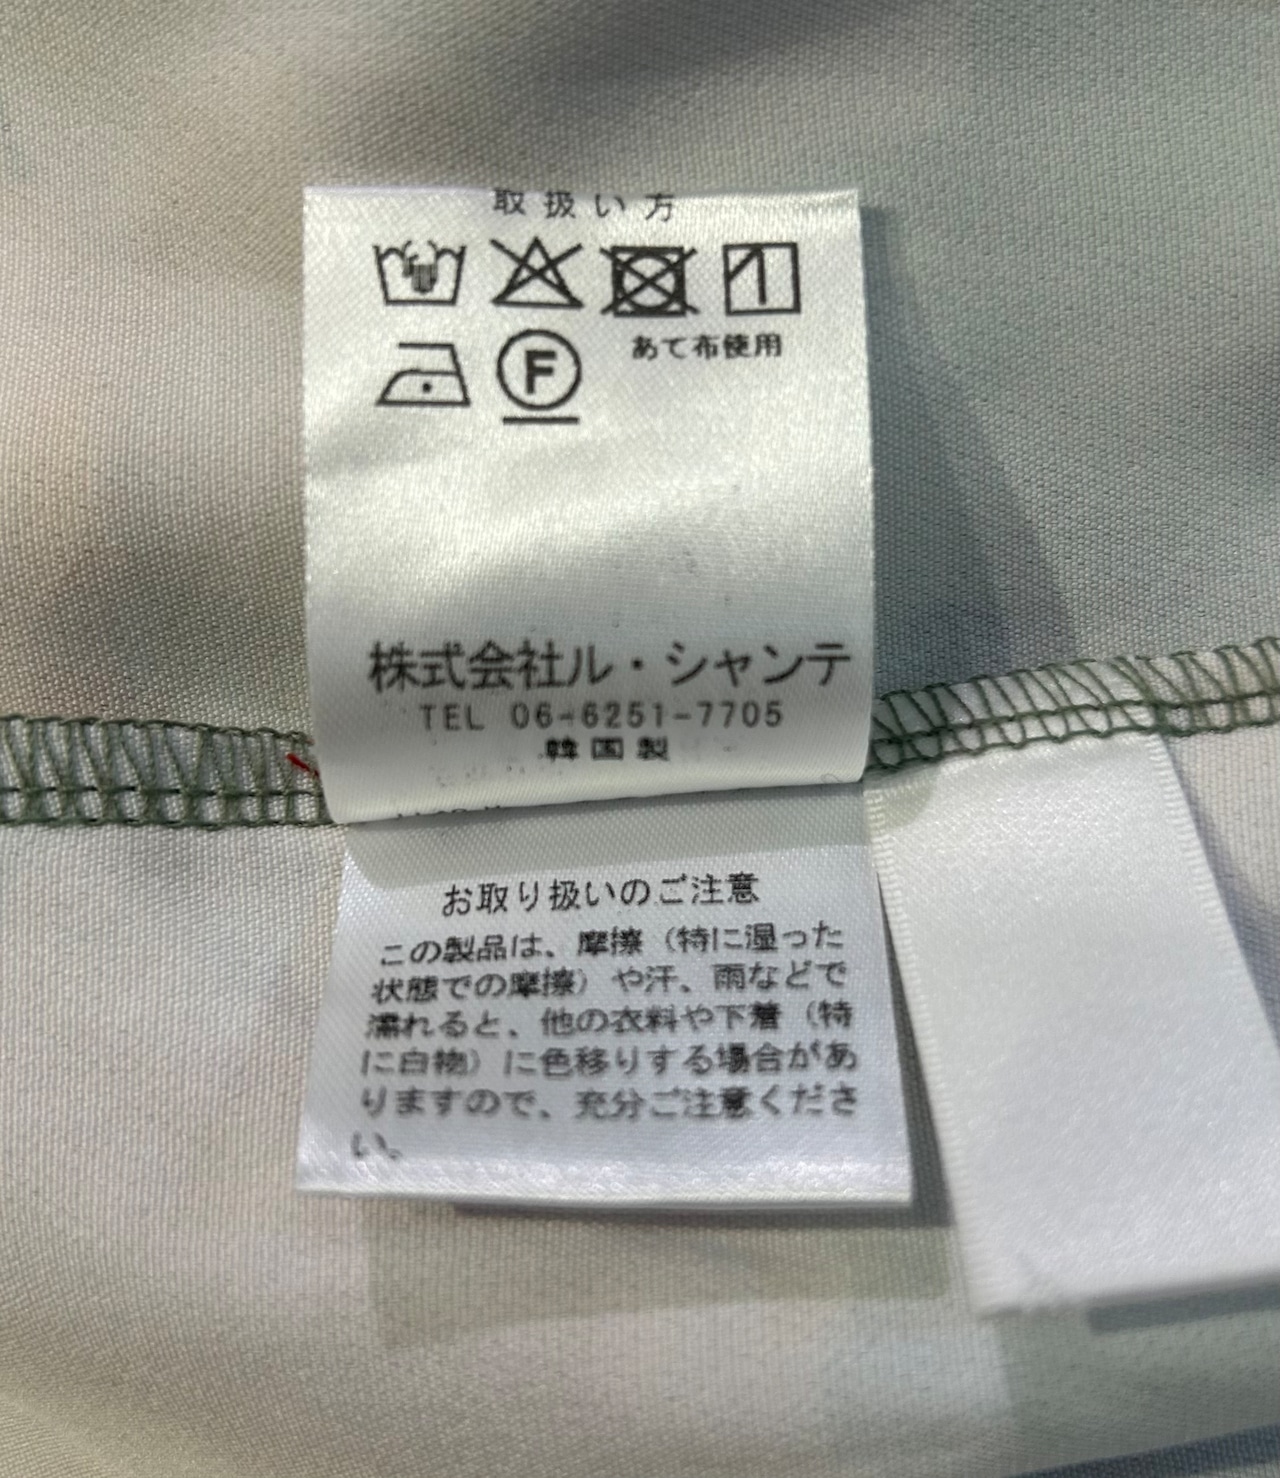 取扱い方
あて布使用
F
株式会社ル・シャンテ
TEL 06-6251-7705
韓国製
お取り扱いのご注意
この製品は、摩擦（特に湿った
状態での摩擦）や汗、雨などで
濡れると、他の衣料や下着（特
に白物）に色移りする場合があ
りますので、充分ご注意くださ
い。